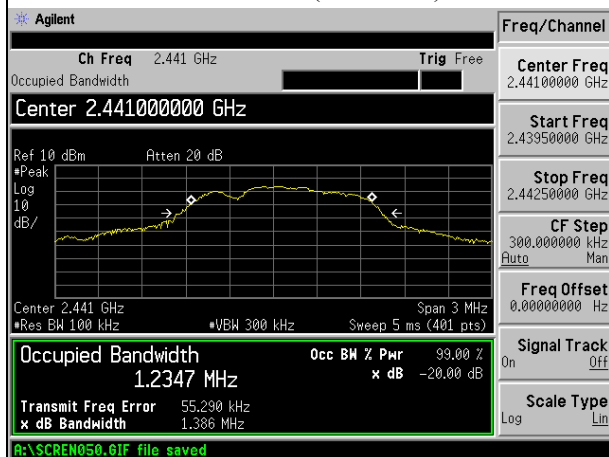 Agilent
Freq/Channel
Ch Freq 2.441 GHz Trig Free
Occupied Bandwidth
Center 2.441000000 GHz
Center Freq
2.44100000 GHz
Start Freq
2.43950000 GHz
Stop Freq
2.44250000 GHz
CF Step
300.000000 kHz
Auto Man
Freq Offset
0.00000000 Hz
Signal Track
On Off
Scale Type
Log Lin
Ref 10 dBm Atten 20 dB
#Peak
Log
10
dB/
Center 2.441 GHz Span 3 MHz
#Res BW 100 kHz #VBW 300 kHz Sweep 5 ms (401 pts)
Occupied Bandwidth Occ BW % Pwr 99.00 %
1.2347 MHz x dB -20.00 dB
Transmit Freq Error 55.290 kHz
x dB Bandwidth 1.386 MHz
A:\SCREN050.GIF file saved